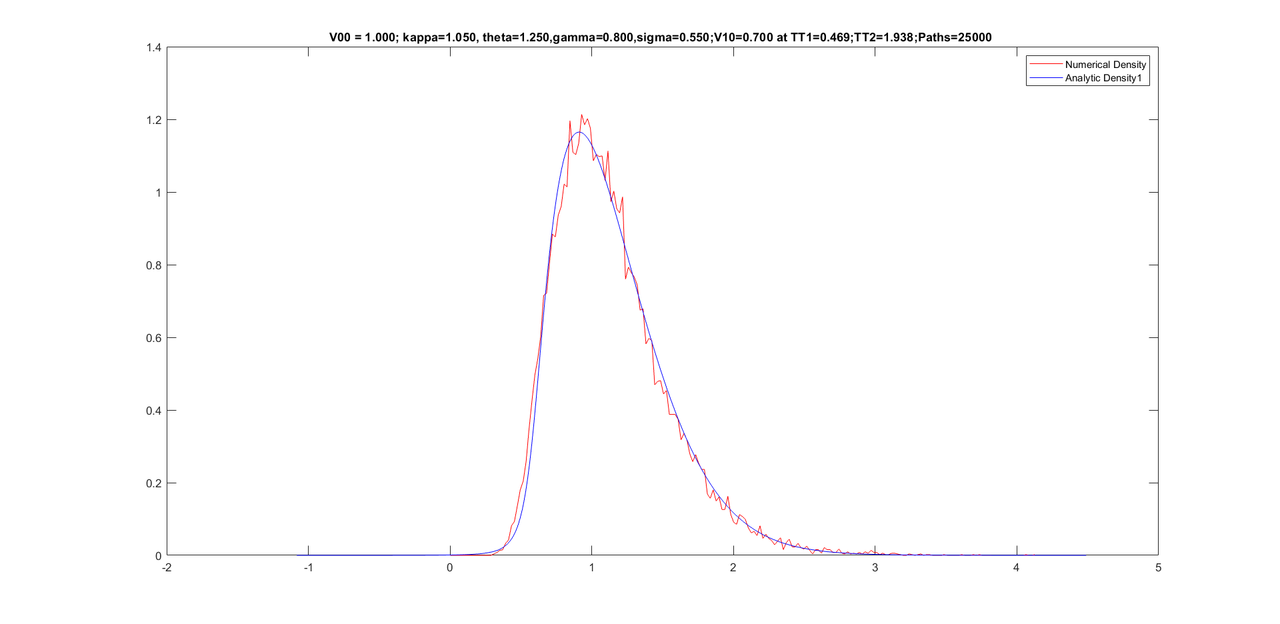 V00 = 1.000; kappa=1.050, theta=1.250,gamma=0.800,sigma=0.550;V10=0.700 at TT1=0.469;TT2=1.938;Paths=25000
Numerical Density
Analytic Density1
1.4
1.2
1
0.8
0.6
0.4
0.2
0
-2 -1 0 1 2 3 4 5